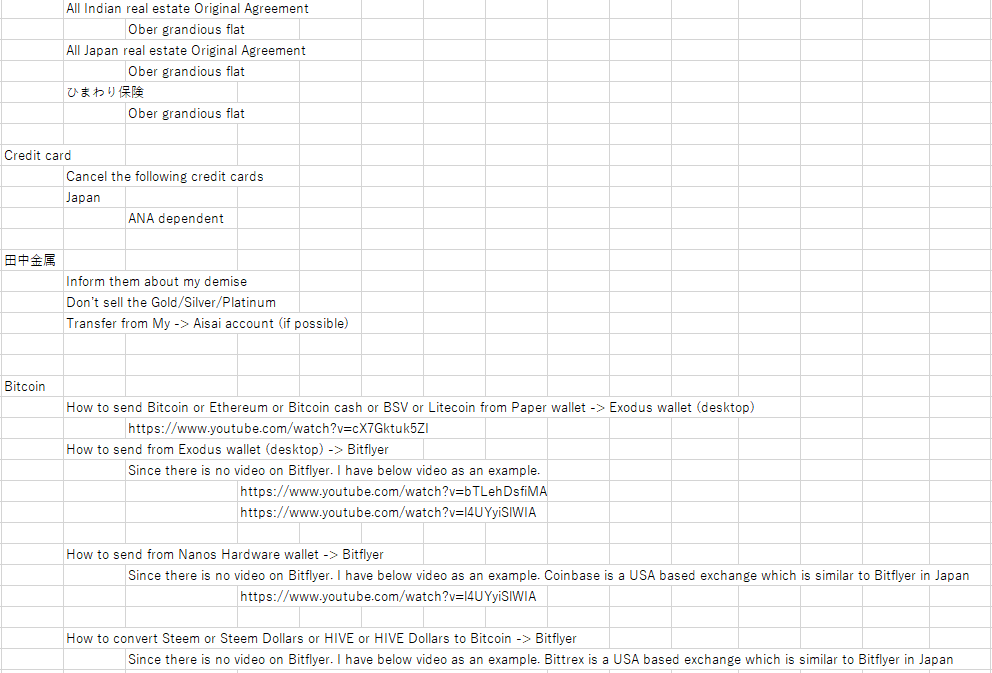 All Indian real estate Original Agreement
Ober grandious flat
All Japan real estate Original Agreement
Ober grandious flat
ひまわり保険
Ober grandious flat
Credit card
Cancel the following credit cards
Japan
ANA dependent
田中金属
Inform them about my demise
Don't sell the Gold/Silver/Platinum
Transfer from My -> Aisai account (if possible)
Bitcoin
How to send Bitcoin or Ethereum or Bitcoin cash or BSV or Litecoin from Paper wallet -> Exodus wallet (desktop)
https://www.youtube.com/watch?v=cX7Gktuk5ZI
How to send from Exodus wallet (desktop) -> Bitflyer
Since there is no video on Bitflyer. I have below video as an example.
https://www.youtube.com/watch?v=bTLehDsfiMA
https://www.youtube.com/watch?v=I4UYyiSlWIA
How to send from Nanos Hardware wallet -> Bitflyer
Since there is no video on Bitflyer. I have below video as an example. Coinbase is a USA based exchange which is similar to Bitflyer in Japan
https://www.youtube.com/watch?v=I4UYyiSlWIA
How to convert Steem or Steem Dollars or HIVE or HIVE Dollars to Bitcoin -> Bitflyer
Since there is no video on Bitflyer. I have below video as an example. Bittrex is a USA based exchange which is similar to Bitflyer in Japan